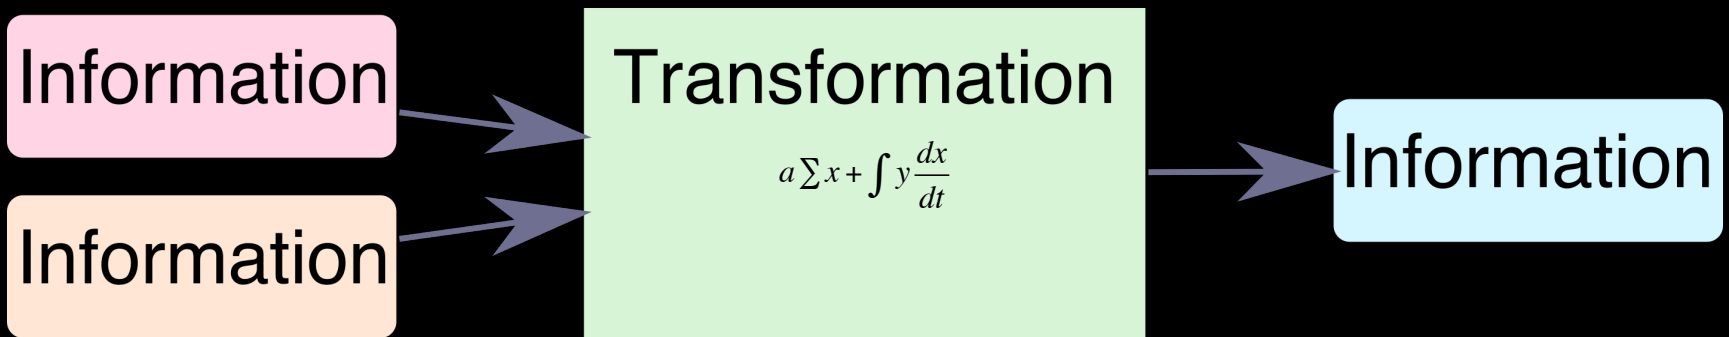 Information
Information
Transformation
a∑x+∫y dx/dt
Information